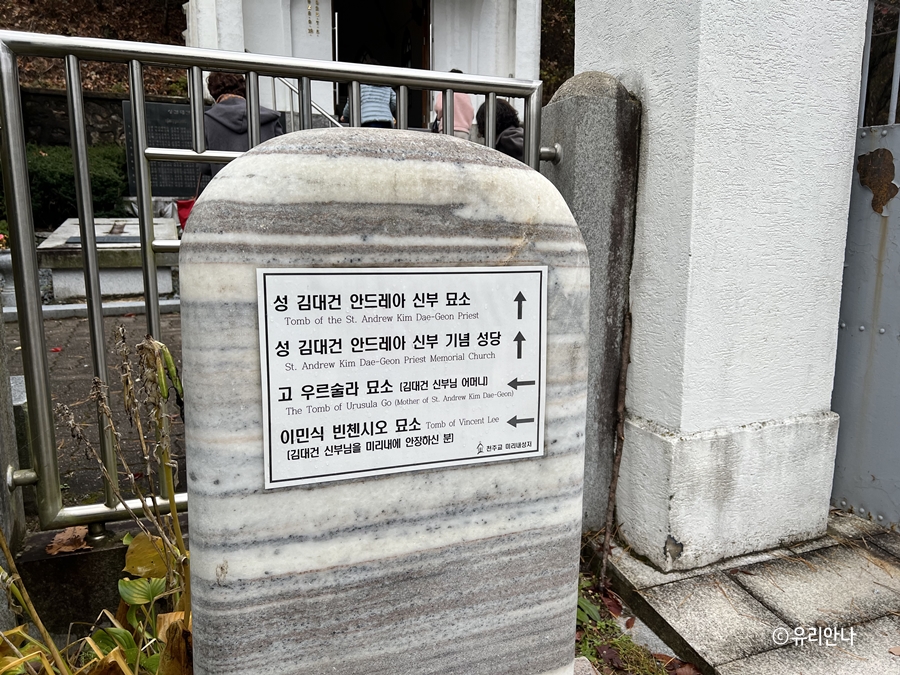 성 김대건 안드레아 신부 묘소 ↑
Tomb of the St. Andrew Kim Dae-Geon Priest
성 김대건 안드레아 신부 기념 성당 ↑
St. Andrew Kim Dae-Geon Priest Memorial Church
고 우르술라 묘소 [김대건 신부님 어머니] ←
The Tomb of Ursula Go (Mother of St. Andrew Kim Dae-Geon)
이민식 빈첸시오 묘소 Tomb of Vincent Lee ←
[김대건 신부님을 미리내에 안장하신 분]
천주교 미리내성지
© 유리안나